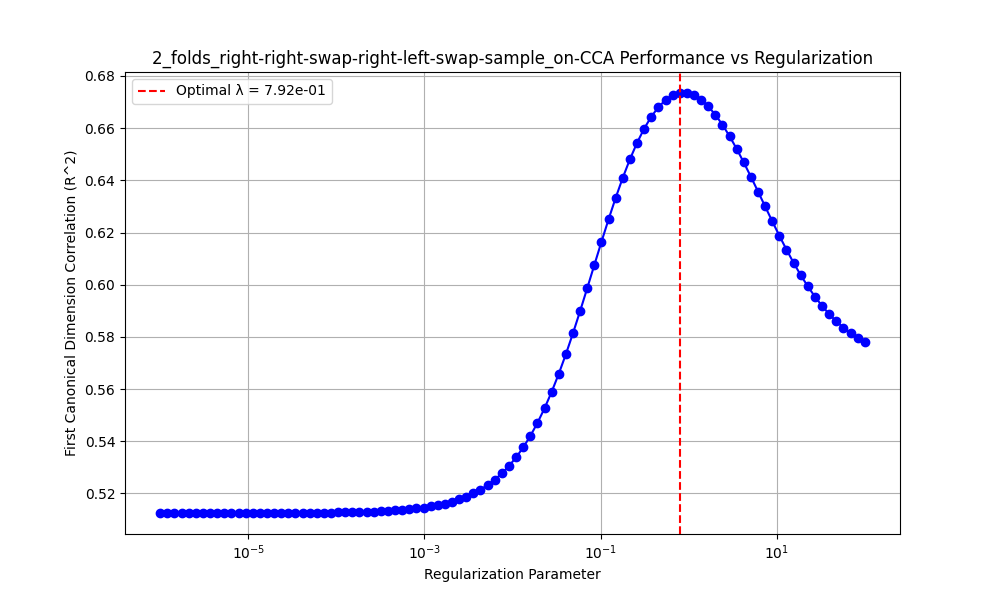 2_folds_right-right-swap-right-left-swap-sample_on-CCA Performance vs Regularization
Optimal λ = 7.92e-01
First Canonical Dimension Correlation (R^2)
0.68
0.66
0.64
0.62
0.60
0.58
0.56
0.54
0.52
10⁻⁵ 10⁻³ 10⁻¹ 10¹
Regularization Parameter